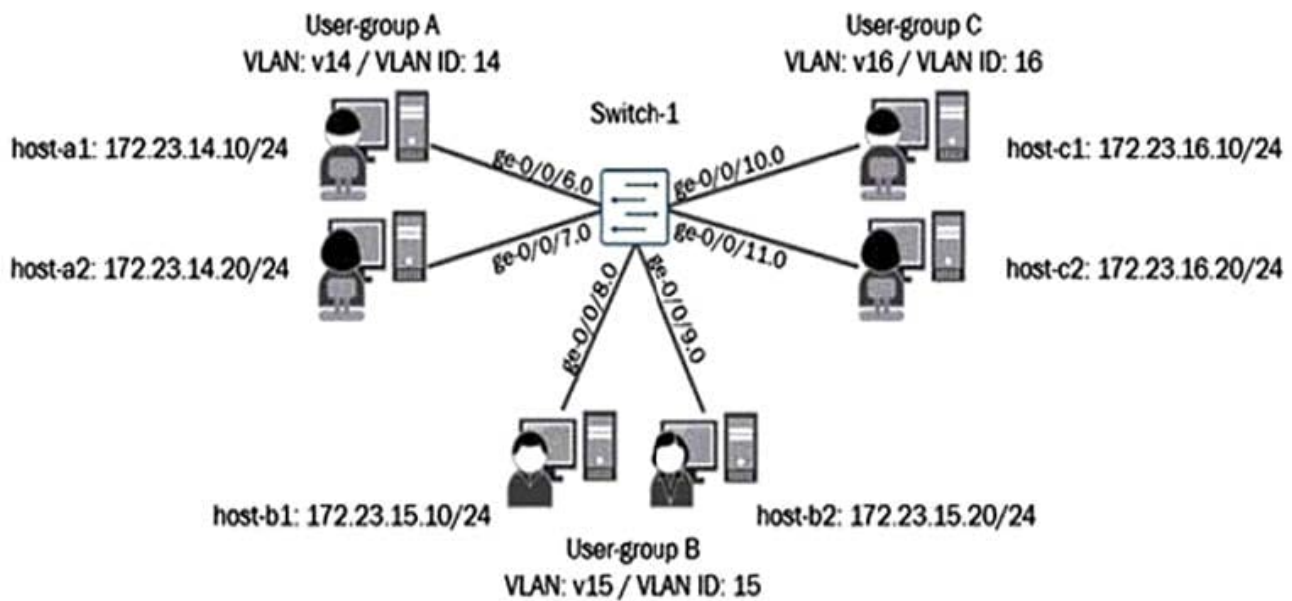 User-group A
VLAN: v14 / VLAN ID: 14
User-group C
VLAN: v16 / VLAN ID: 16
Switch-1
host-a1: 172.23.14.10/24
ge-0/0/6.0
ge-0/0/10.0
host-c1: 172.23.16.10/24
host-a2: 172.23.14.20/24
ge-0/0/7.0
ge-0/0/11.0
host-c2: 172.23.16.20/24
ge-0/0/8.0
ge-0/0/9.0
host-b1: 172.23.15.10/24
host-b2: 172.23.15.20/24
User-group B
VLAN: v15 / VLAN ID: 15